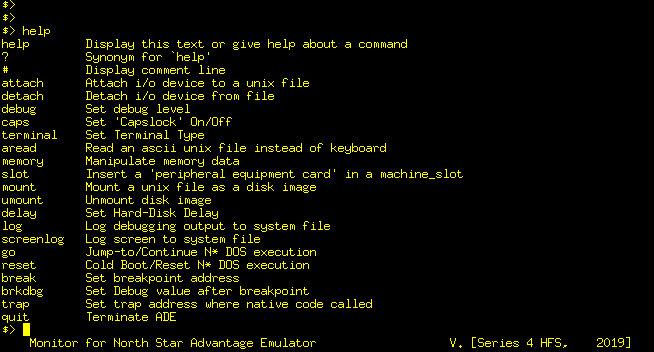 $>
$>
$> help
help Display this text or give help about a command
? Synonym for `help'
# Display comment line
attach Attach i/o device to a unix file
detach Detach i/o device from file
debug Set debug level
caps Set 'Capslock' On/Off
terminal Set Terminal Type
aread Read an ascii unix file instead of keyboard
memory Manipulate memory data
slot Insert a 'peripheral equipment card' in a machine_slot
mount Mount a unix file as a disk image
umount Unmount disk image
delay Set Hard-Disk Delay
log Log debugging output to system file
screenlog Log screen to system file
go Jump-to/Continue N* DOS execution
reset Cold Boot/Reset N* DOS execution
break Set breakpoint address
brkdbg Set Debug value after breakpoint
trap Set trap address where native code called
quit Terminate ADE
$>
Monitor for North Star Advantage Emulator V. [Series 4 HFS, 2019]